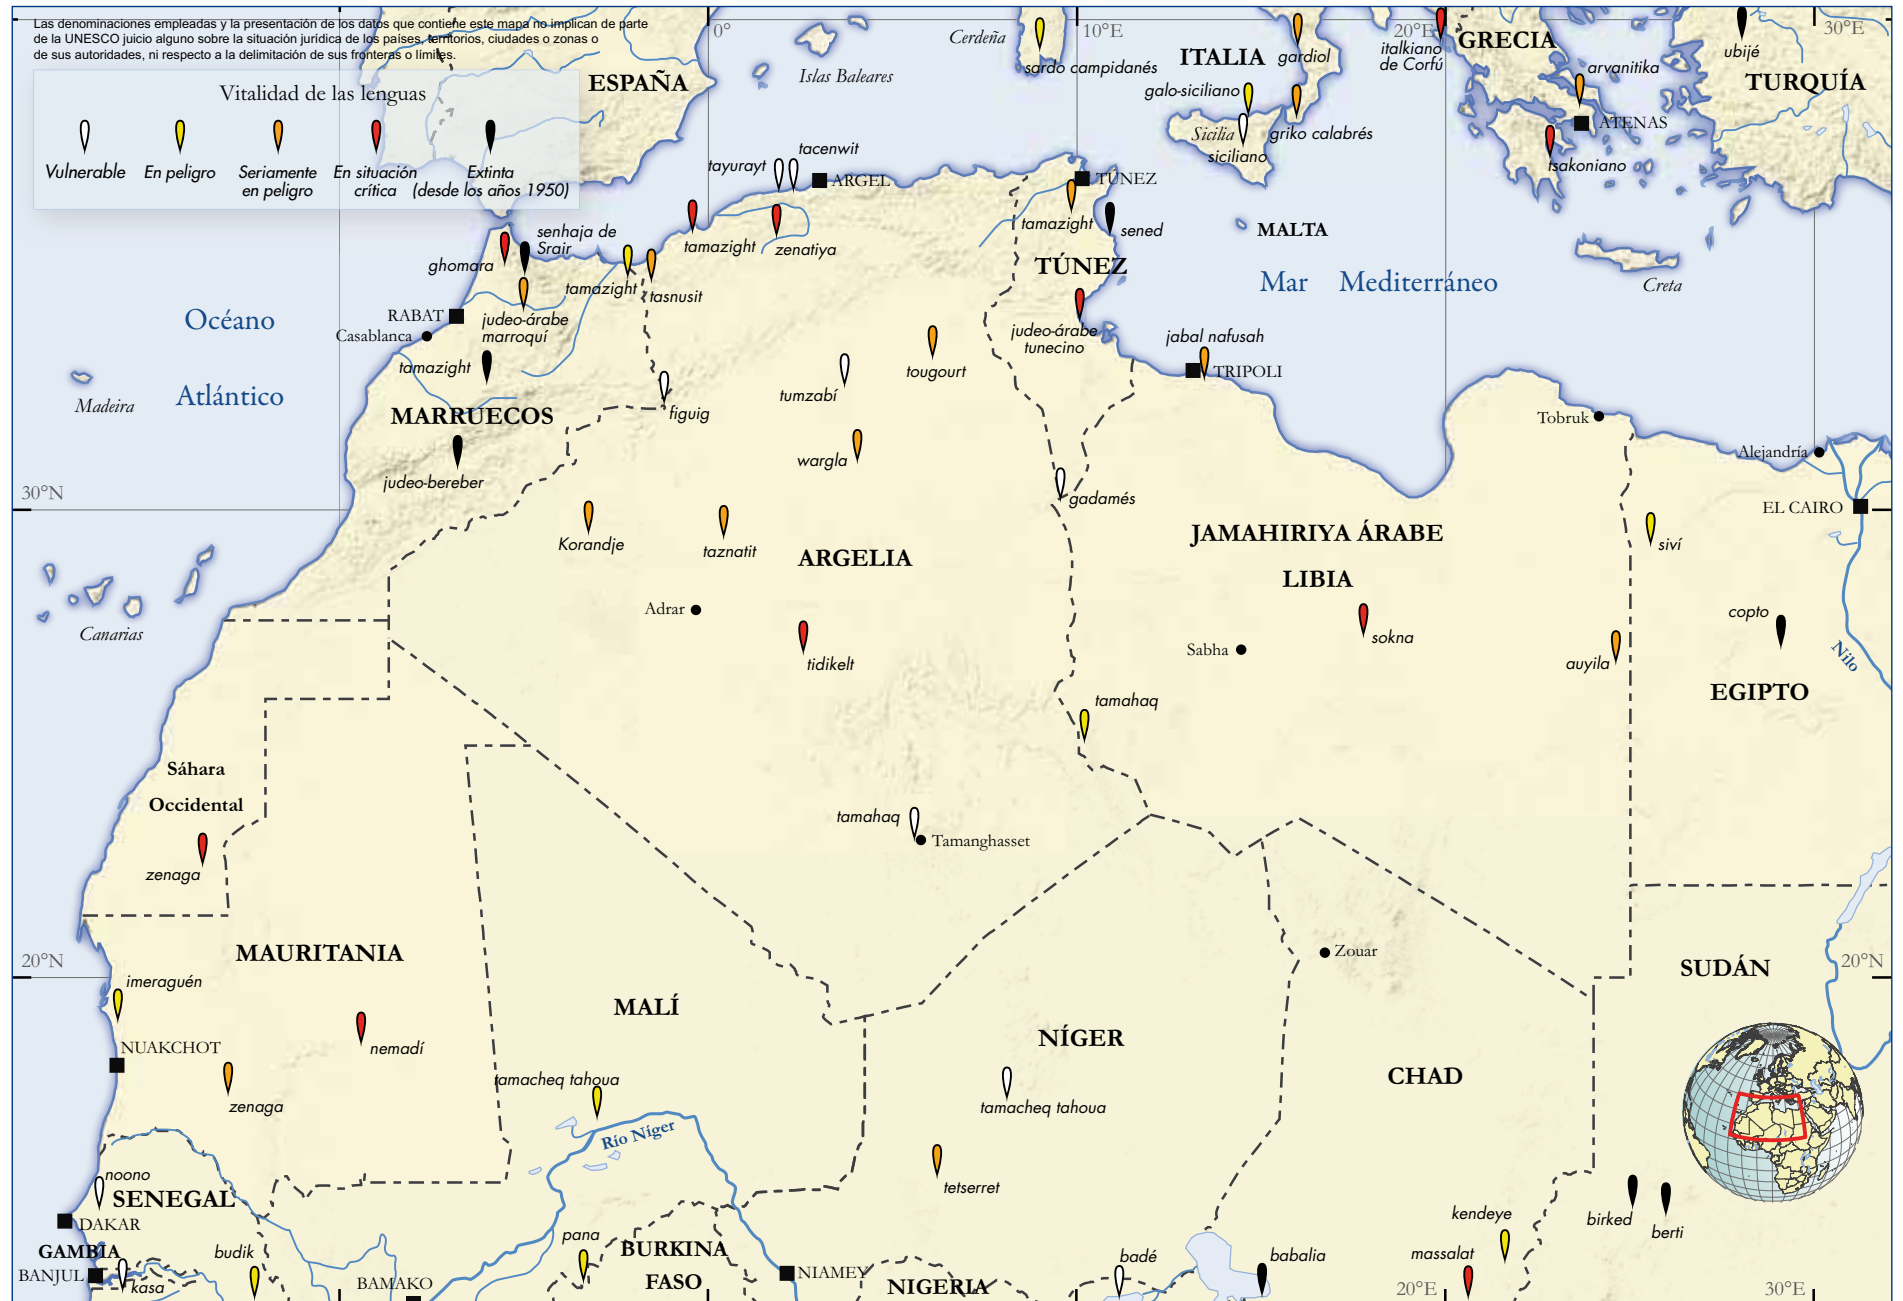 Las denominaciones empleadas y la presentación de los datos que contiene este mapa no implican de parte
de la UNESCO juicio alguno sobre la situación jurídica de los países, territorios, ciudades o zonas o
de sus autoridades, ni respecto a la delimitación de sus fronteras o límites.
Vitalidad de las lenguas
Vulnerable
En peligro
Seriamente
en peligro
En situación
crítica
Extinta
(desde los años 1950)
0°
10°E
20°E
30°E
Cerdeña
sardo campidanés
ITALIA
gardiol
italkiano
de Corfú
GRECIA
ubijé
TURQUÍA
ESPAÑA
Islas Baleares
galo-siciliano
Sicilia
siciliano
griko calabrés
arvanitika
ATENAS
tsakoniano
tayurayt
tacenwit
ARGEL
TÚNEZ
tamazight
sened
MALTA
tamazight
zenatiya
senhaja de
Srair
ghomara
tamazight
tasnusit
TÚNEZ
Mar Mediterráneo
Creta
Océano
Atlántico
RABAT
Casablanca
judeo-árabe
marroquí
tamazight
judeo-árabe
tunecino
jabal nafusah
TRIPOLI
tougourt
tumzabí
figuig
Madeira
MARRUECOS
Tobruk
Alejandría
wargla
judeo-bereber
gadamés
30°N
EL CAIRO
Korandje
taznatit
ARGELIA
JAMAHIRIYA ÁRABE
LIBIA
siví
Canarias
Adrar
tidikelt
Sabha
sokna
auyila
copto
Nilo
EGIPTO
tamahaq
Sáhara
Occidental
zenaga
tamahaq
Tamanghasset
MAURITANIA
Zouar
SUDÁN
20°N
20°N
imeraguén
MALÍ
NÍGER
NUAKCHOT
nemadí
CHAD
zenaga
tamacheq tahoua
tamacheq tahoua
Río Níger
noono
SENEGAL
DAKAR
tetserret
birked
berti
kendeye
GAMBIA
BANJUL
kasa
budik
BAMAKO
pana
BURKINA
FASO
NIAMEY
NIGERIA
badé
babalia
massalat
20°E
30°E